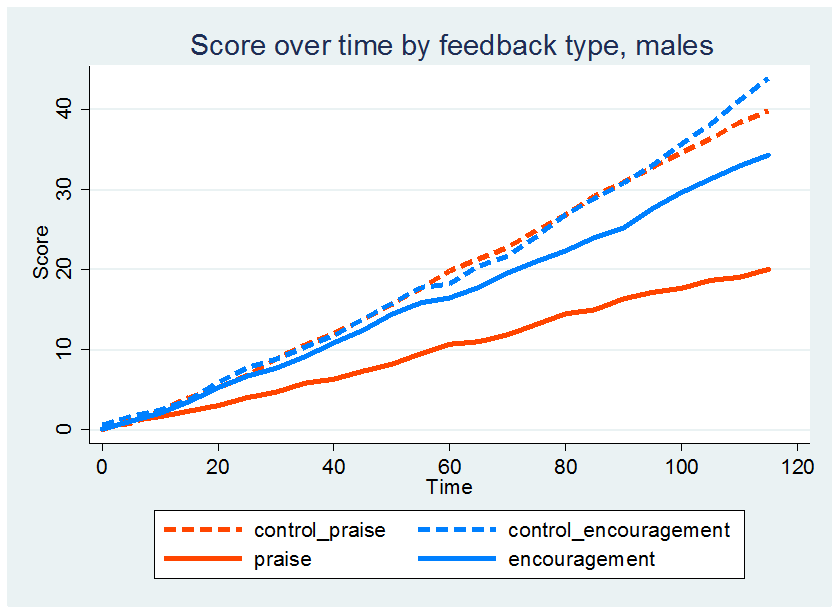 Score over time by feedback type, males
40
30
20
10
0
Score
0 20 40 60 80 100 120
Time
control_praise control_encouragement
praise encouragement